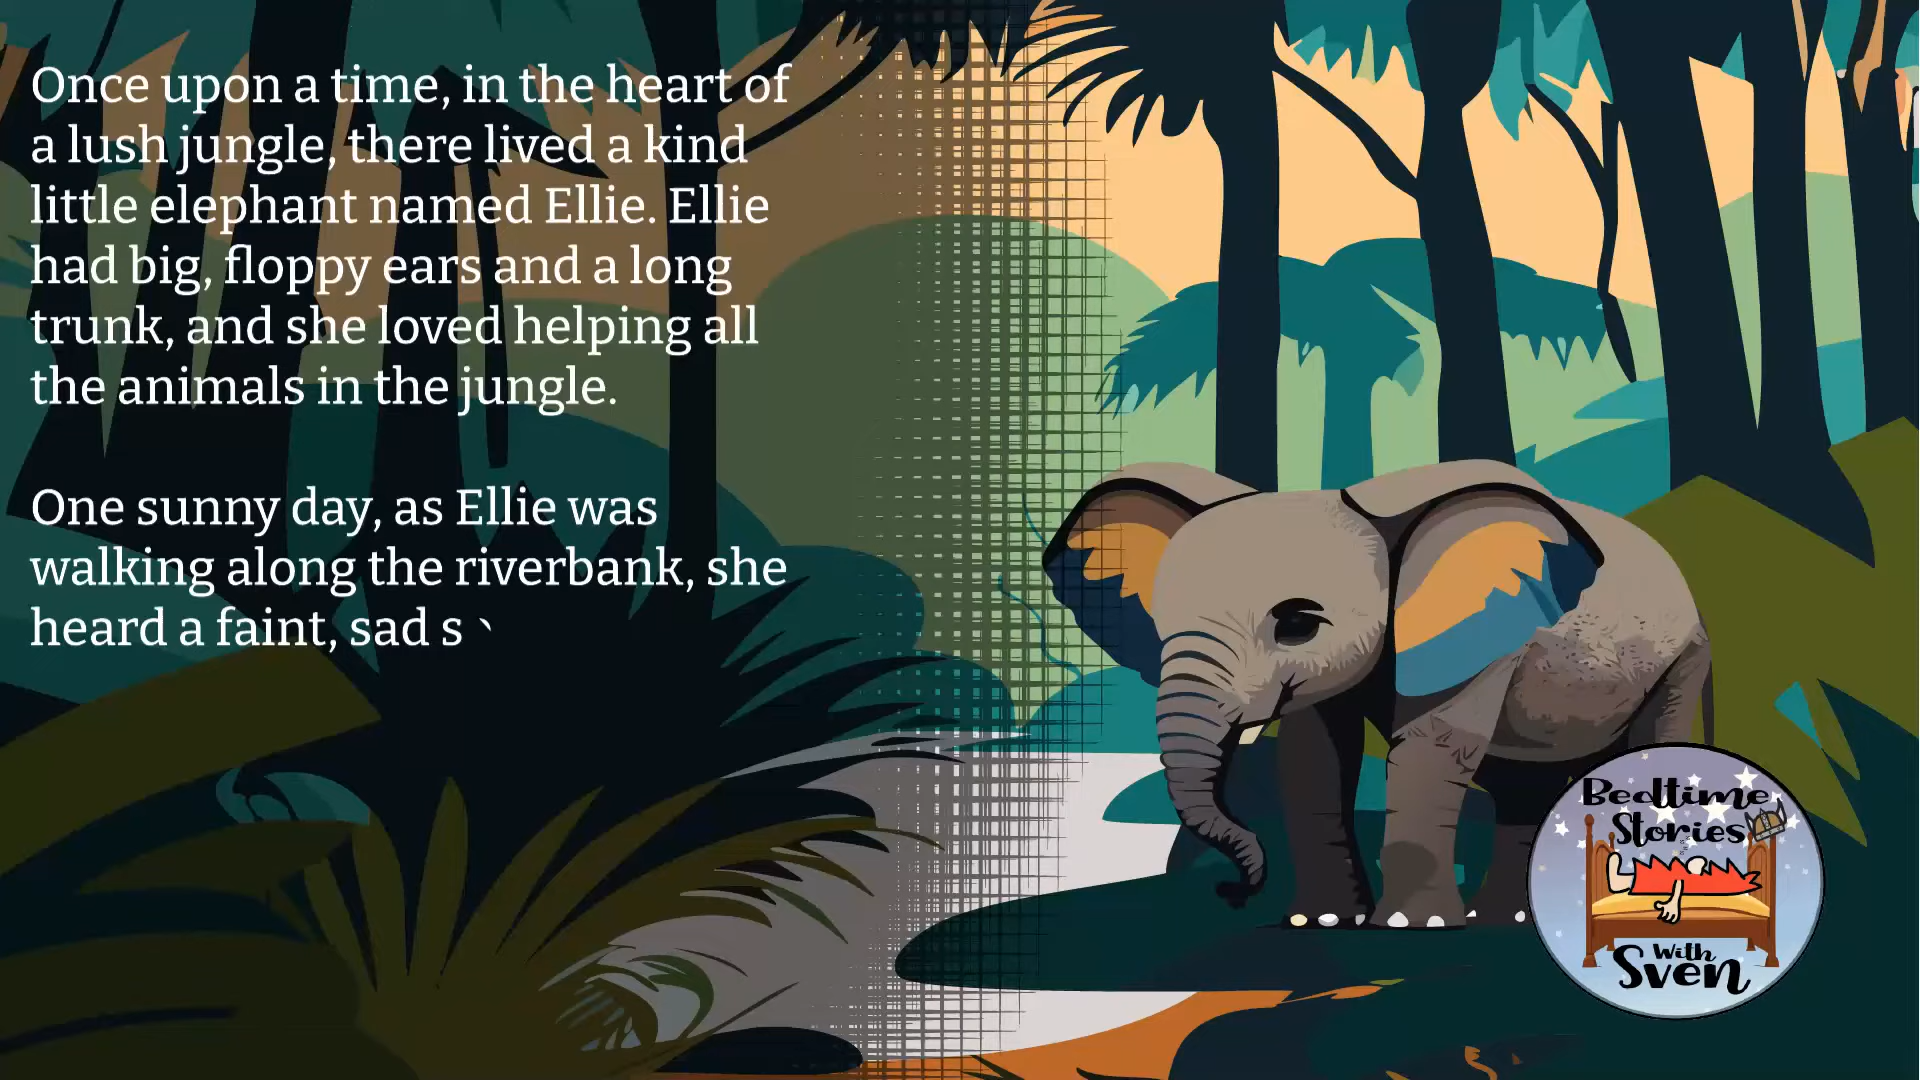 Once upon a time, in the heart of
a lush jungle, there lived a kind
little elephant named Ellie. Ellie
had big, floppy ears and a long
trunk, and she loved helping all
the animals in the jungle.
One sunny day, as Ellie was
walking along the riverbank, she
heard a faint, sad s
Bedtime
Stories
With
Sven